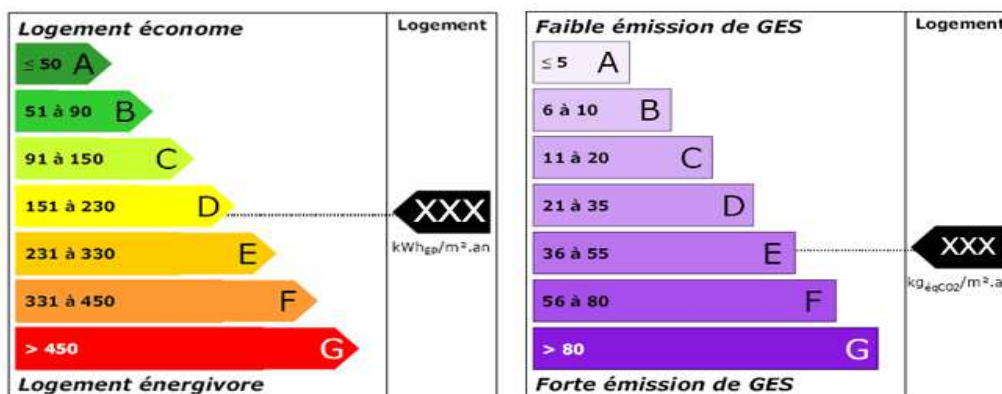 Logement économe
Logement
≤ 50 A
51 à 90 B
91 à 150 C
151 à 230 D
XXX
kWhEP/m².an
231 à 330 E
331 à 450 F
> 450 G
Logement énergivore
Faible émission de GES
Logement
≤ 5 A
6 à 10 B
11 à 20 C
21 à 35 D
36 à 55 E
XXX
kgéqCO2/m².a
56 à 80 F
> 80 G
Forte émission de GES